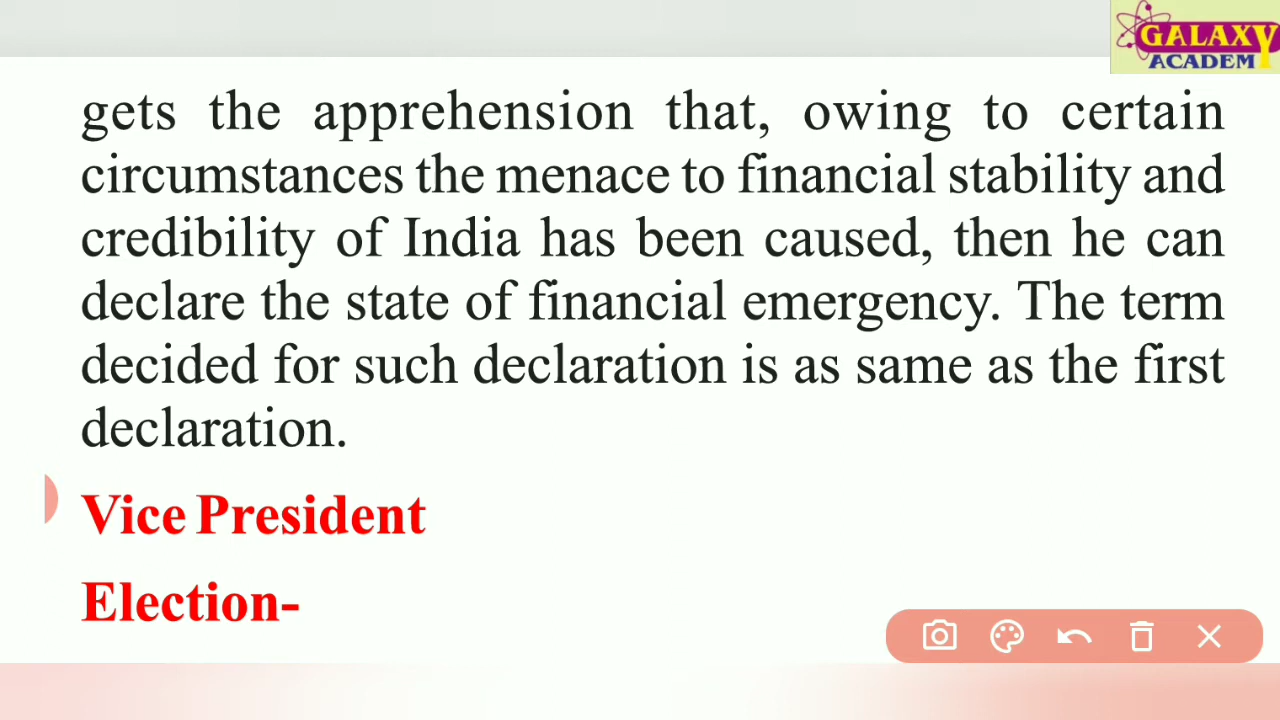 GALAXY
ACADEMY
gets the apprehension that, owing to certain
circumstances the menace to financial stability and
credibility of India has been caused, then he can
declare the state of financial emergency. The term
decided for such declaration is as same as the first
declaration.
Vice President
Election-